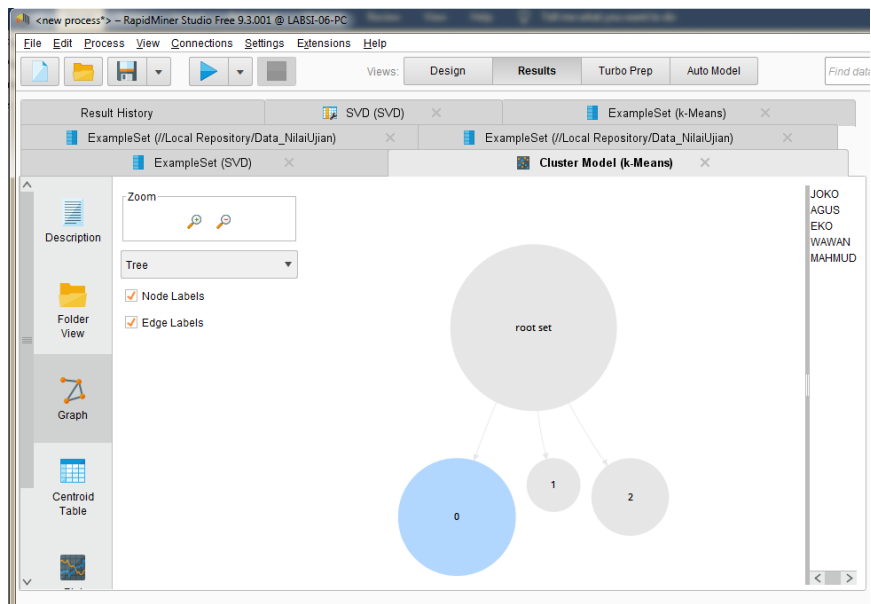 <new process*> – RapidMiner Studio Free 9.3.001 @ LABSI-06-PC
File Edit Process View Connections Settings Extensions Help
Views: Design Results Turbo Prep Auto Model Find data
Result History SVD (SVD) ExampleSet (k-Means)
ExampleSet (//Local Repository/Data_NilaiUjian) ExampleSet (//Local Repository/Data_NilaiUjian)
ExampleSet (SVD) Cluster Model (k-Means)
Description
Folder
View
Graph
Centroid
Table
Zoom
Tree
Node Labels
Edge Labels
root set
0
1
2
JOKO
AGUS
EKO
WAWAN
MAHMUD